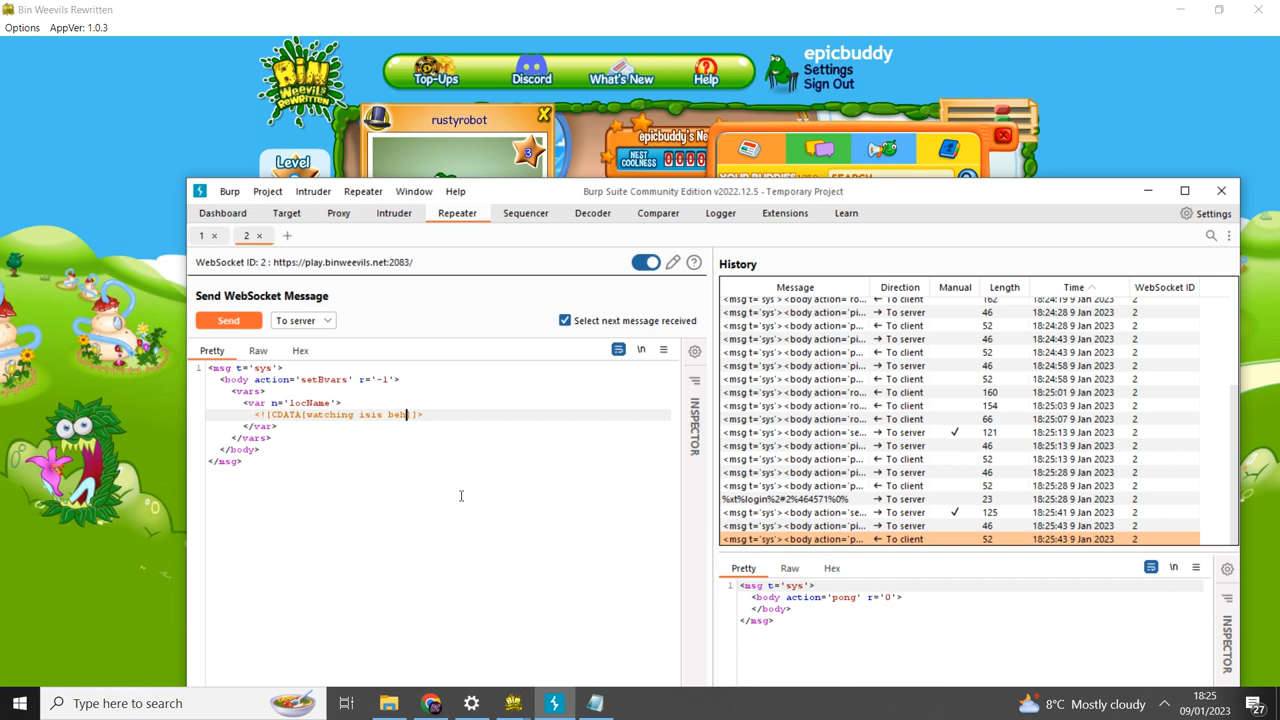 Bin Weevils Rewritten
Options AppVer: 1.0.3
BiN WEEVILS REWRITTEN
Top-Ups Discord What's New Help
epicbuddy
Settings
Sign Out
rustyrobot
3
Level
epicbuddy's Ne
NEST COOLNESS 0000
Burp Project Intruder Repeater Window Help
Burp Suite Community Edition v2022.12.5 - Temporary Project
Dashboard Target Proxy Intruder Repeater Sequencer Decoder Comparer Logger Extensions Learn
Settings
1 × 2 × +
WebSocket ID: 2 : https://play.binweevils.net:2083/
Send WebSocket Message
Send To server Select next message received
Pretty Raw Hex \n
1 <msg t='sys'>
<body action='setBvars' r='-1'>
<vars>
<var n='locName'>
<![CDATA[watching isis beh]]>
</var>
</vars>
</body>
</msg>
INSPECTOR
History
Message Direction Manual Length Time WebSocket ID
<msg t='sys'><body action='ro... ← To client 162 18:24:19 9 Jan 2023 2
<msg t='sys'><body action='pi... → To server 46 18:24:28 9 Jan 2023 2
<msg t='sys'><body action='p... ← To client 52 18:24:28 9 Jan 2023 2
<msg t='sys'><body action='pi... → To server 46 18:24:43 9 Jan 2023 2
<msg t='sys'><body action='p... ← To client 52 18:24:43 9 Jan 2023 2
<msg t='sys'><body action='pi... → To server 46 18:24:58 9 Jan 2023 2
<msg t='sys'><body action='p... ← To client 52 18:24:58 9 Jan 2023 2
<msg t='sys'><body action='ro... ← To client 160 18:25:01 9 Jan 2023 2
<msg t='sys'><body action='ro... ← To client 154 18:25:03 9 Jan 2023 2
<msg t='sys'><body action='ro... ← To client 66 18:25:07 9 Jan 2023 2
<msg t='sys'><body action='se... → To server ✓ 121 18:25:13 9 Jan 2023 2
<msg t='sys'><body action='pi... → To server 46 18:25:13 9 Jan 2023 2
<msg t='sys'><body action='p... ← To client 52 18:25:13 9 Jan 2023 2
<msg t='sys'><body action='pi... → To server 46 18:25:28 9 Jan 2023 2
<msg t='sys'><body action='p... ← To client 52 18:25:28 9 Jan 2023 2
%xt%login%2#2%464571%0% → To server 23 18:25:28 9 Jan 2023 2
<msg t='sys'><body action='se... → To server ✓ 125 18:25:41 9 Jan 2023 2
<msg t='sys'><body action='pi... → To server 46 18:25:43 9 Jan 2023 2
<msg t='sys'><body action='p... ← To client 52 18:25:43 9 Jan 2023 2
Pretty Raw Hex \n
1 <msg t='sys'>
<body action='pong' r='0'>
</body>
</msg>
INSPECTOR
Type here to search
8°C Mostly cloudy
18:25
09/01/2023
27